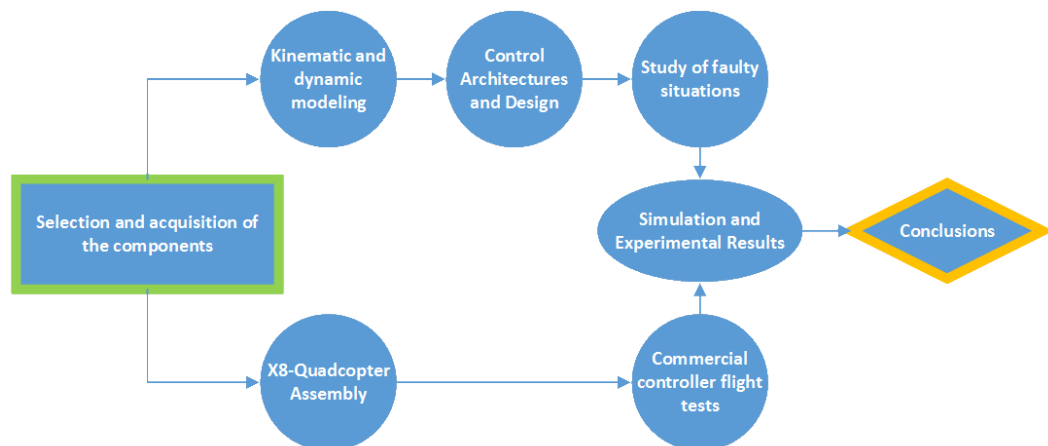 Kinematic and
dynamic
modeling
Control
Architectures
and Design
Study of faulty
situations
Selection and acquisition of
the components
Simulation and
Experimental Results
Conclusions
X8-Quadcopter
Assembly
Commercial
controller flight
tests